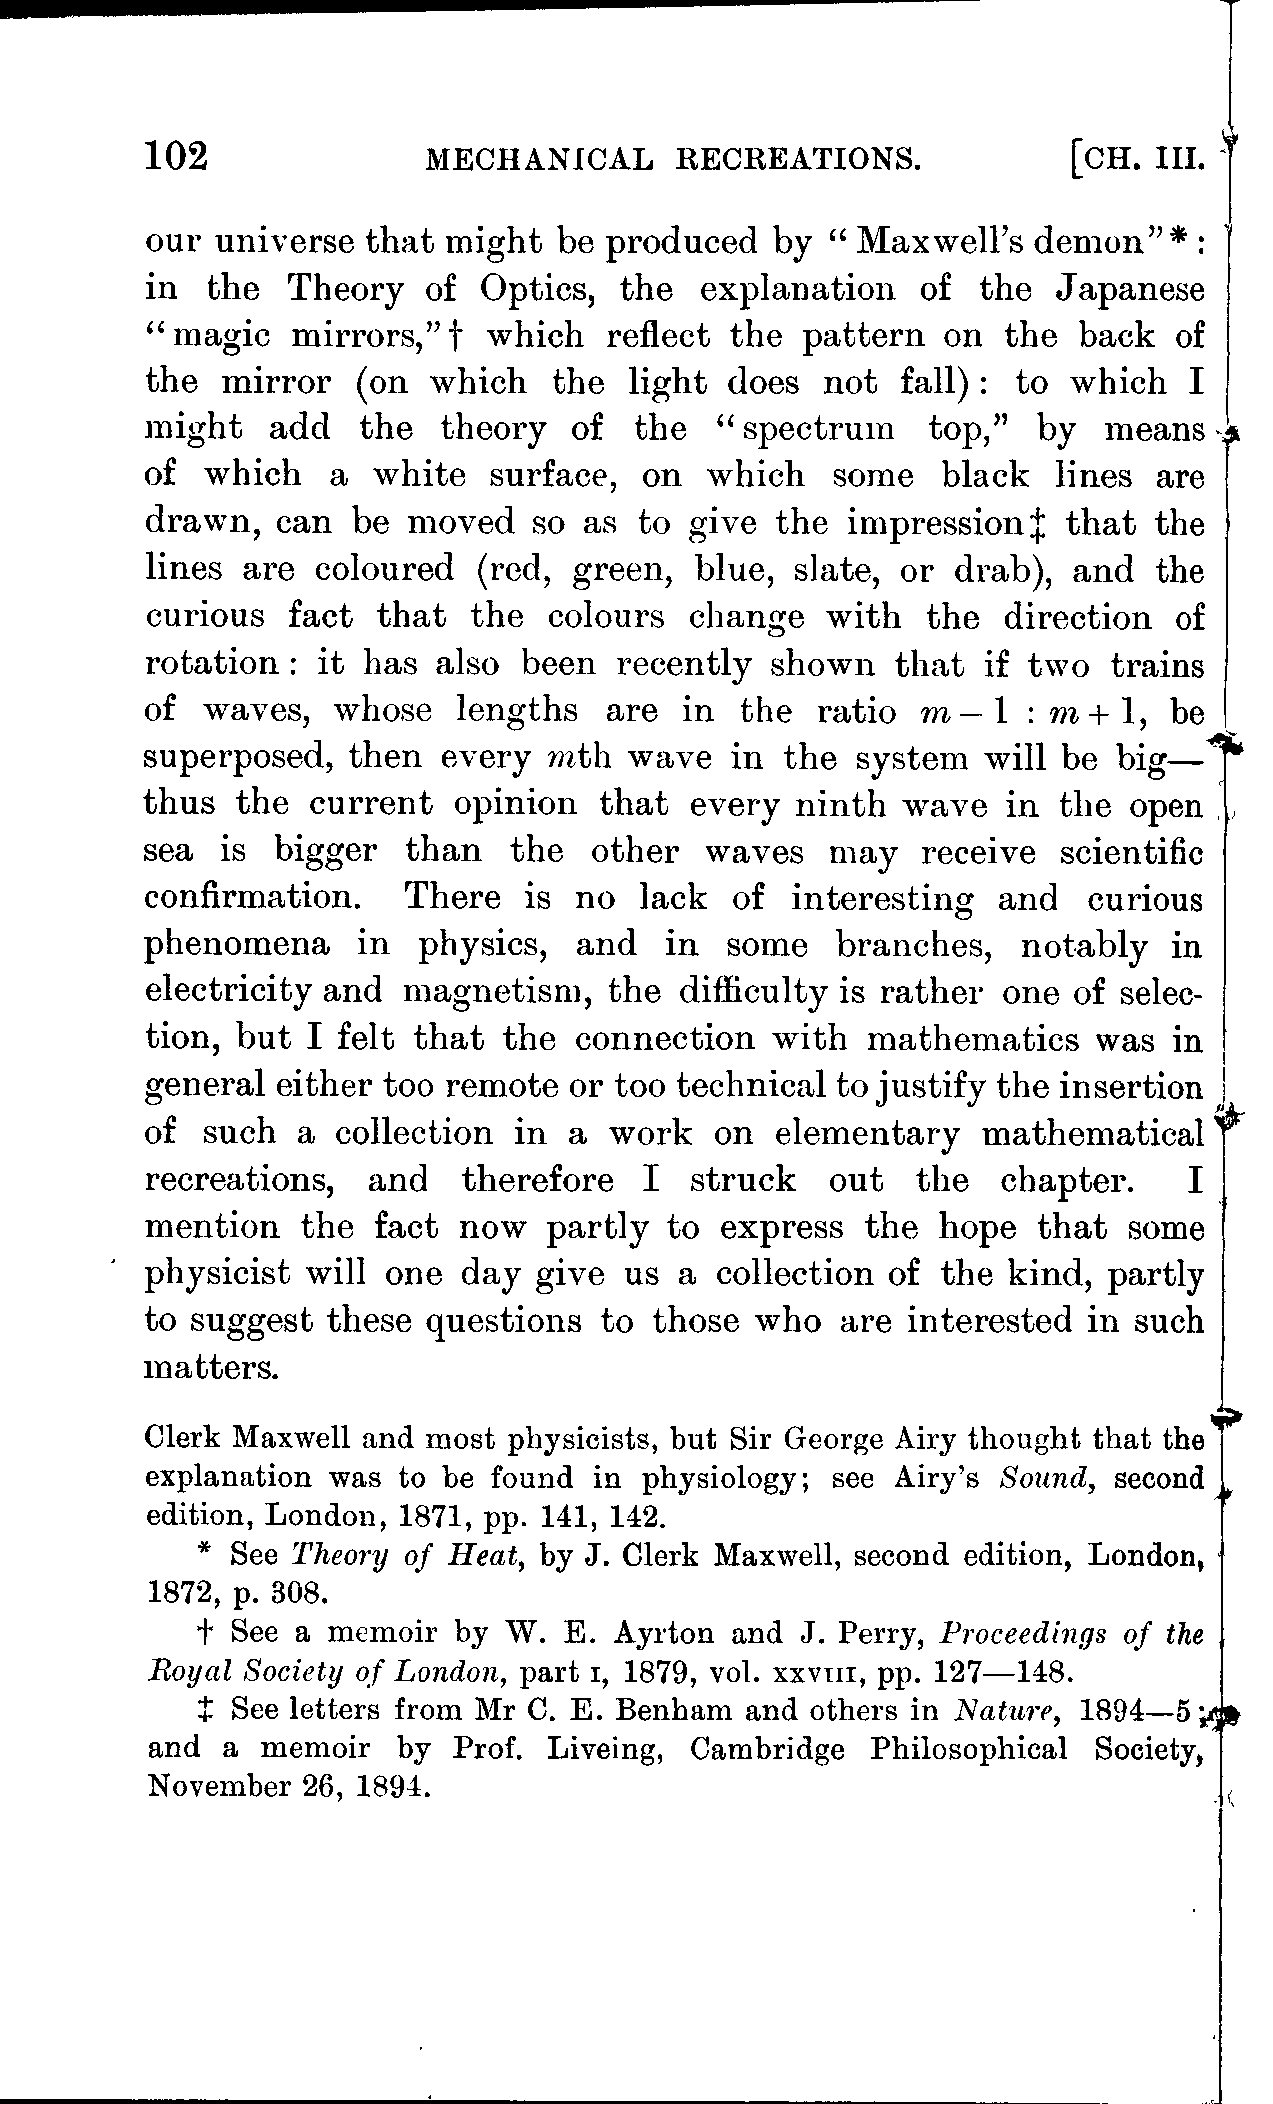 102 MECHANICAL RECREATIONS. [CH. III.
our universe that might be produced by “Maxwell’s demon”* :
in the Theory of Optics, the explanation of the Japanese
“magic mirrors,”† which reflect the pattern on the back of
the mirror (on which the light does not fall) : to which I
might add the theory of the “spectrum top,” by means
of which a white surface, on which some black lines are
drawn, can be moved so as to give the impression‡ that the
lines are coloured (red, green, blue, slate, or drab), and the
curious fact that the colours change with the direction of
rotation : it has also been recently shown that if two trains
of waves, whose lengths are in the ratio m – 1 : m + 1, be
superposed, then every mth wave in the system will be big—
thus the current opinion that every ninth wave in the open
sea is bigger than the other waves may receive scientific
confirmation. There is no lack of interesting and curious
phenomena in physics, and in some branches, notably in
electricity and magnetism, the difficulty is rather one of selec-
tion, but I felt that the connection with mathematics was in
general either too remote or too technical to justify the insertion
of such a collection in a work on elementary mathematical
recreations, and therefore I struck out the chapter. I
mention the fact now partly to express the hope that some
physicist will one day give us a collection of the kind, partly
to suggest these questions to those who are interested in such
matters.
Clerk Maxwell and most physicists, but Sir George Airy thought that the
explanation was to be found in physiology; see Airy’s Sound, second
edition, London, 1871, pp. 141, 142.
* See Theory of Heat, by J. Clerk Maxwell, second edition, London,
1872, p. 308.
† See a memoir by W. E. Ayrton and J. Perry, Proceedings of the
Royal Society of London, part I, 1879, vol. XXVIII, pp. 127—148.
‡ See letters from Mr C. E. Benham and others in Nature, 1894—5;
and a memoir by Prof. Liveing, Cambridge Philosophical Society,
November 26, 1894.